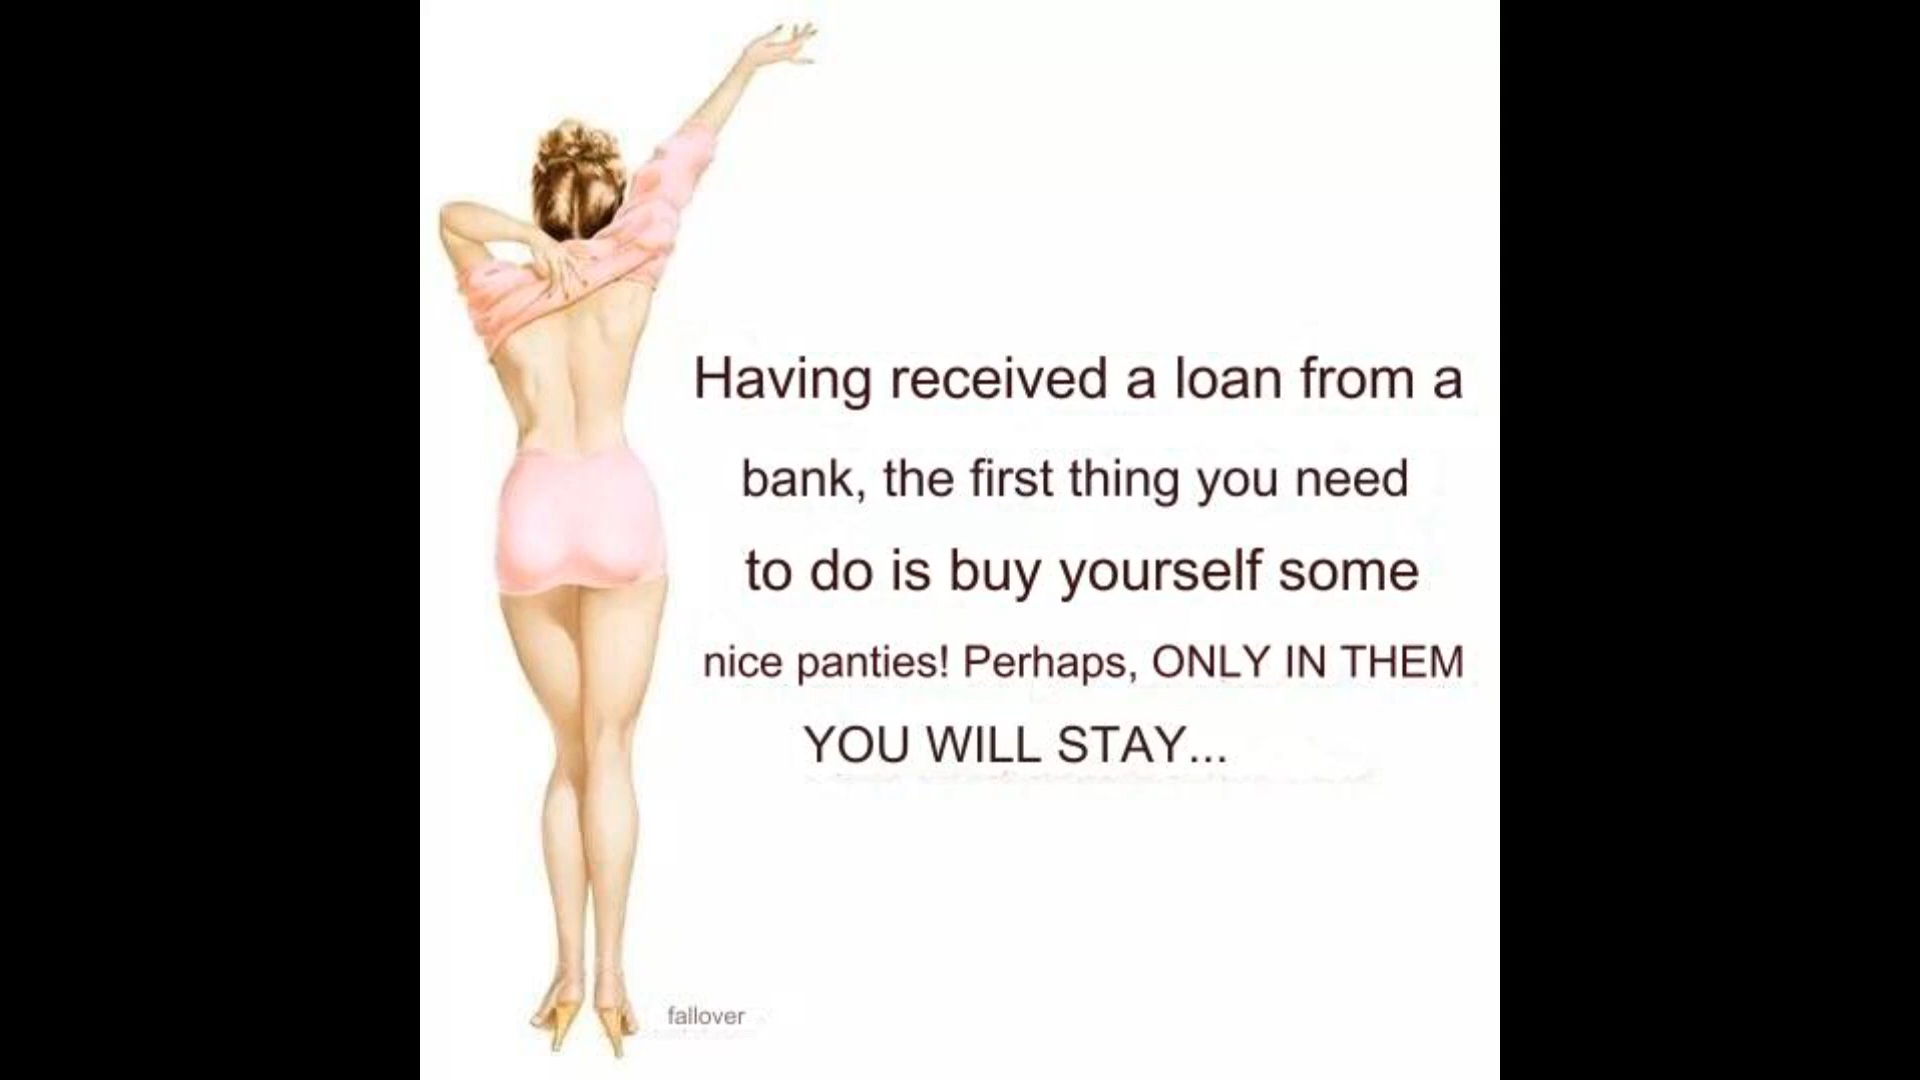 Having received a loan from a
bank, the first thing you need
to do is buy yourself some
nice panties! Perhaps, ONLY IN THEM
YOU WILL STAY...
fallover